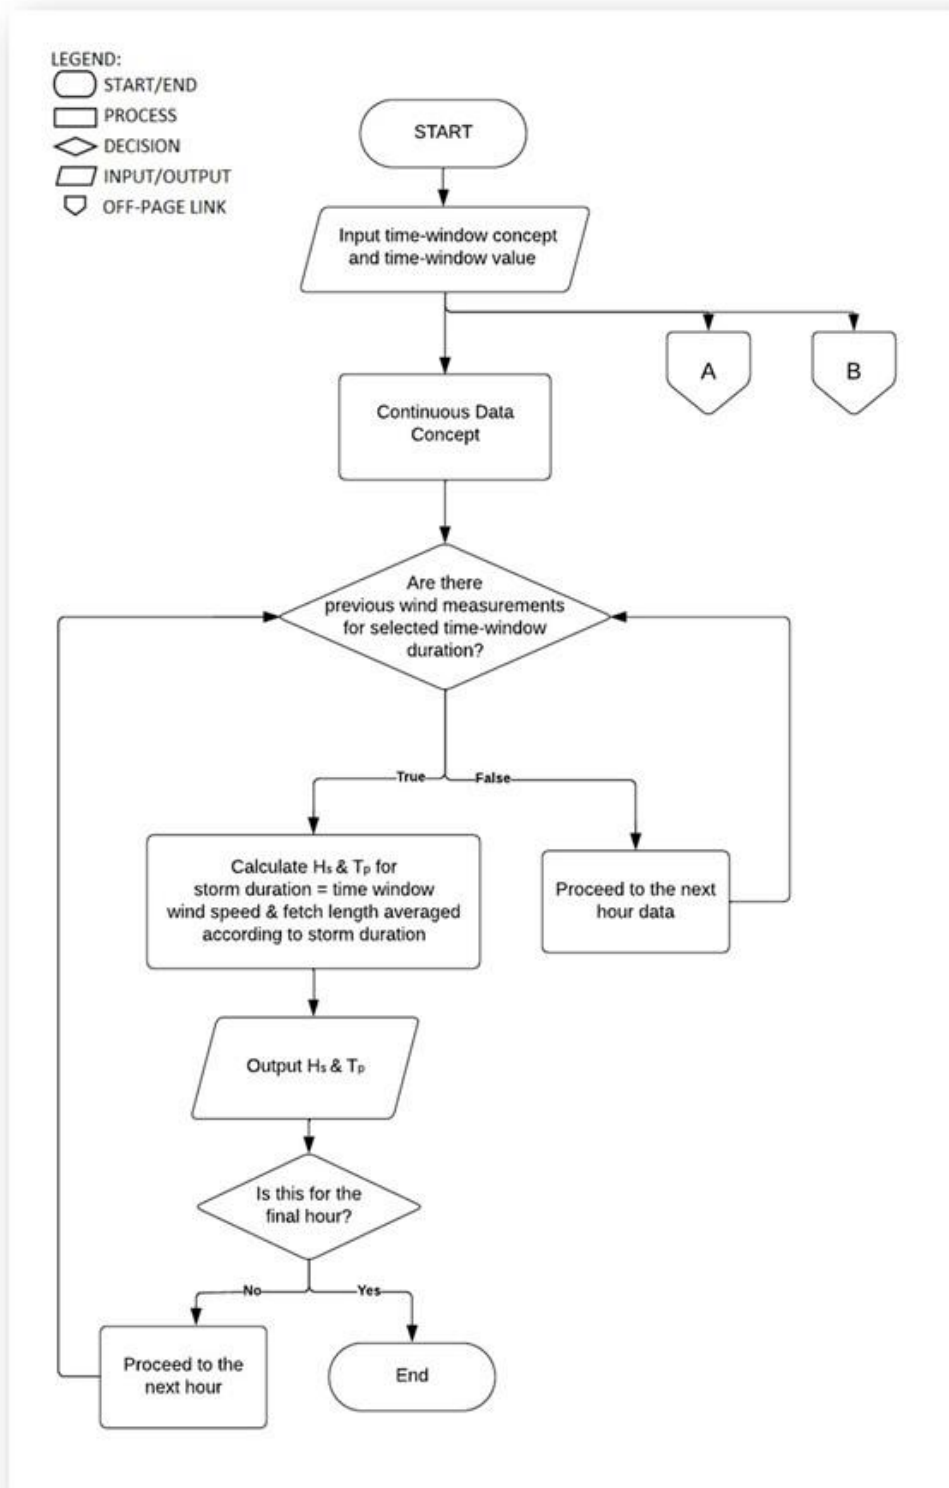 LEGEND:
START/END
PROCESS
DECISION
INPUT/OUTPUT
OFF-PAGE LINK
START
Input time-window concept
and time-window value
A
B
Continuous Data
Concept
Are there
previous wind measurements
for selected time-window
duration?
True
False
Calculate Hₛ & Tₚ for
storm duration = time window
wind speed & fetch length averaged
according to storm duration
Proceed to the next
hour data
Output Hₛ & Tₚ
Is this for the
final hour?
No
Yes
Proceed to the
next hour
End